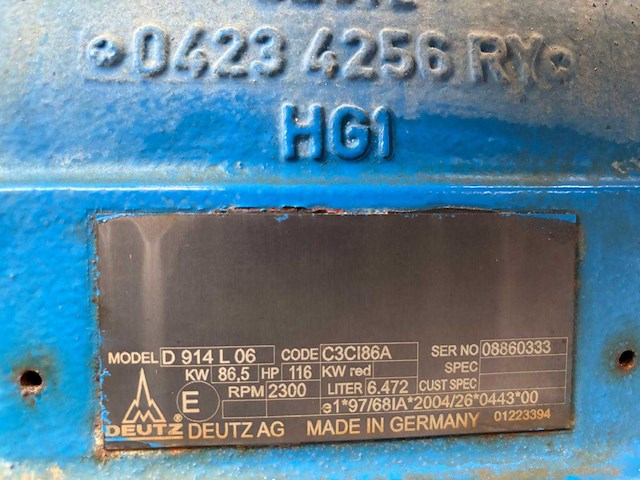 0423 4256 RY
HG1
MODEL D 914 L 06 CODE C3CI86A SER NO 08860333
KW 86,5 HP 116 KW red SPEC
E RPM 2300 LITER 6.472 CUST SPEC
e1*97/68IA*2004/26*0443*00
DEUTZ ® DEUTZ AG MADE IN GERMANY 01223394